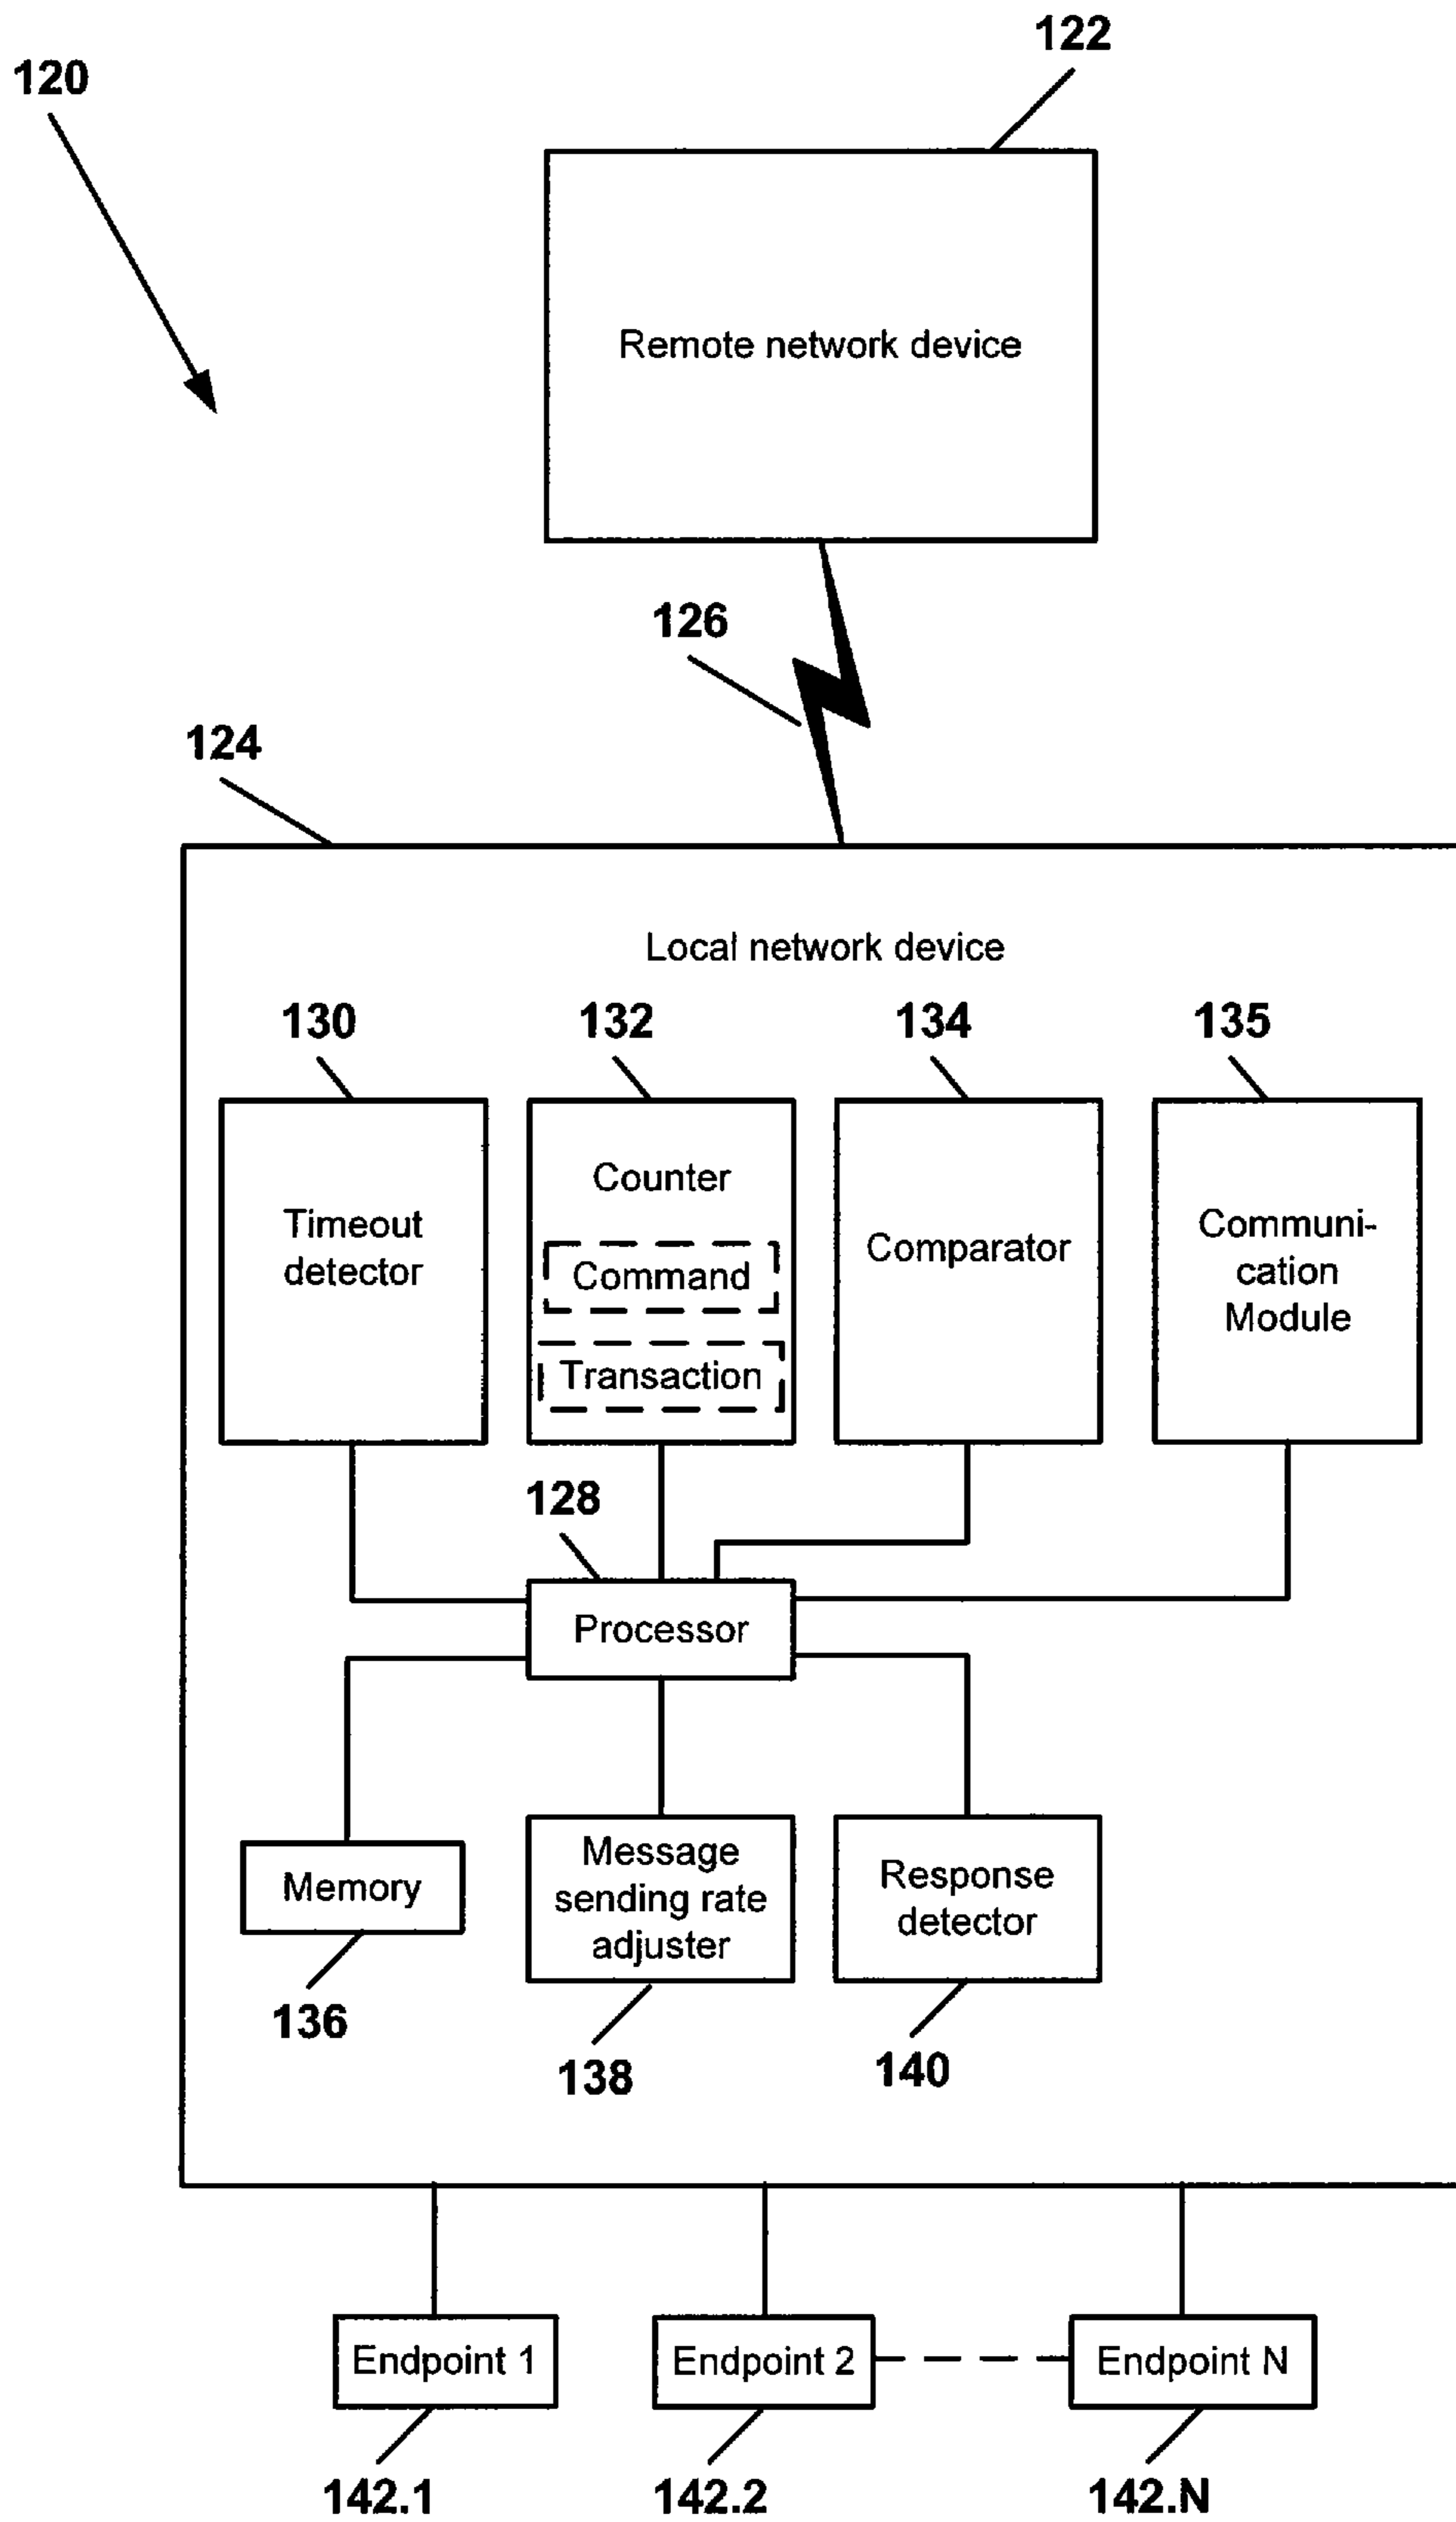 122
120
Remote network device
126
124
Local network device
130
132
134
135
Timeout
detector
Counter
Command
Transaction
Comparator
Communi-
cation
Module
128
Processor
Memory
Message
sending rate
adjuster
Response
detector
136
138
140
Endpoint 1
Endpoint 2
Endpoint N
142.1
142.2
142.N